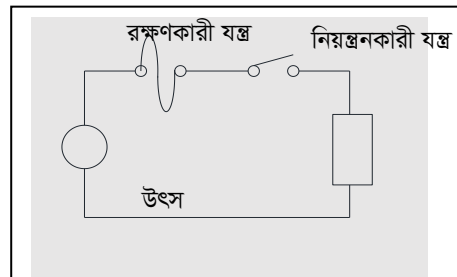 রক্ষণকারী যন্ত্র
নিয়ন্ত্রনকারী যন্ত্র
উৎস